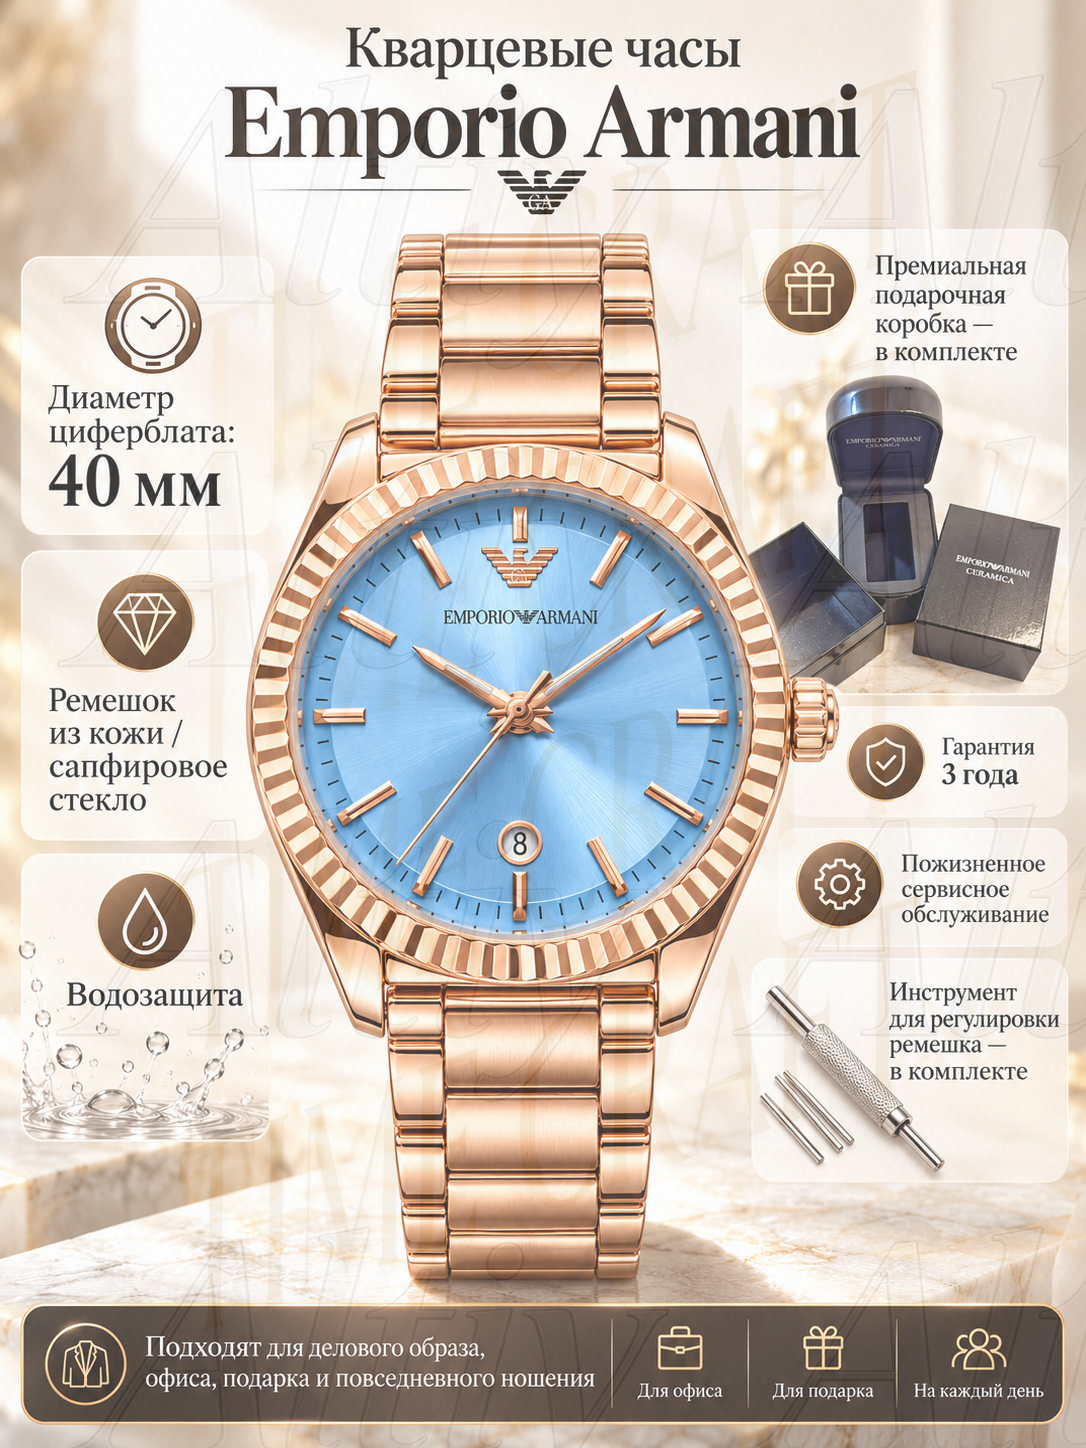 Кварцевые часы
Emporio Armani
GA
Диаметр
циферблата:
40 мм
Ремешок
из кожи /
сапфировое
стекло
Водозащита
EMPORIO ARMANI
8
Премиальная
подарочная
коробка —
в комплекте
EMPORIO ARMANI
CERAMICA
EMPORIO ARMANI
CERAMICA
Гарантия
3 года
Пожизненное
сервисное
обслуживание
Инструмент
для регулировки
ремешка —
в комплекте
Подходят для делового образа,
офиса, подарка и повседневного ношения
Для офиса
Для подарка
На каждый день